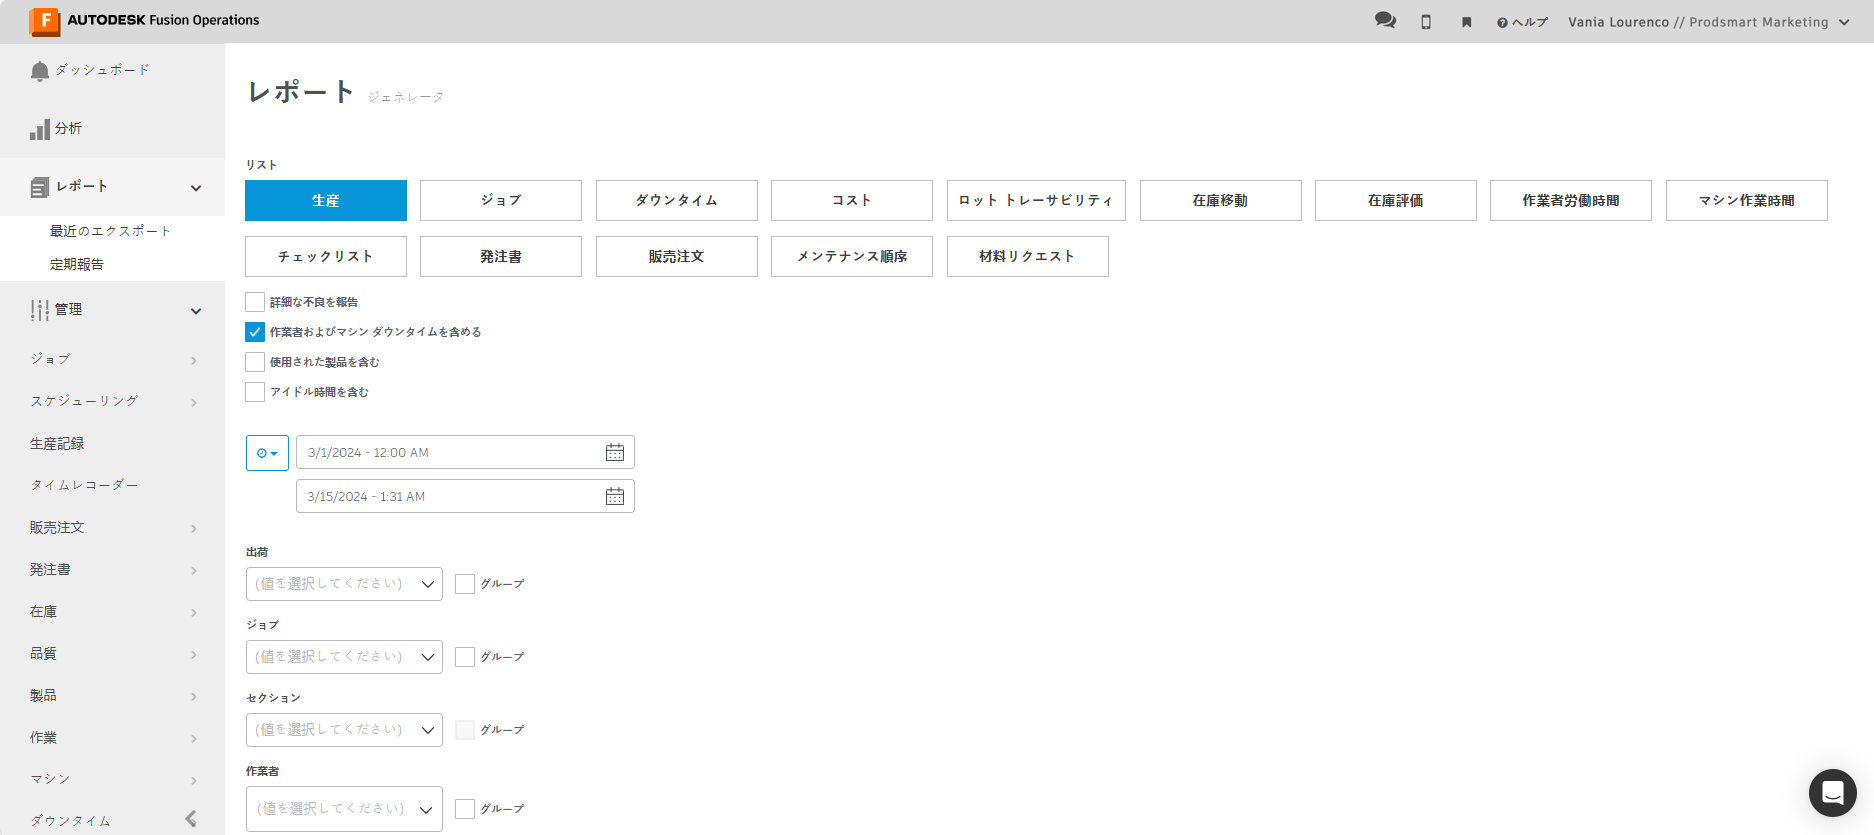 AUTODESK Fusion Operations
ヘルプ
Vania Lourenco // Prodsmart Marketing
ダッシュボード
分析
レポート
最近のエクスポート
定期報告
管理
ジョブ
スケジューリング
生産記録
タイムレコーダー
販売注文
発注書
在庫
品質
製品
作業
マシン
ダウンタイム
レポート ジェネレータ
リスト
生産 ジョブ ダウンタイム コスト ロット トレーサビリティ 在庫移動 在庫評価 作業者労働時間 マシン作業時間
チェックリスト 発注書 販売注文 メンテナンス順序 材料リクエスト
詳細な不良を報告
作業者およびマシン ダウンタイムを含める
使用された製品を含む
アイドル時間を含む
3/1/2024 - 12:00 AM
3/15/2024 - 1:31 AM
出荷
(値を選択してください) グループ
ジョブ
(値を選択してください) グループ
セクション
(値を選択してください) グループ
作業者
(値を選択してください) グループ